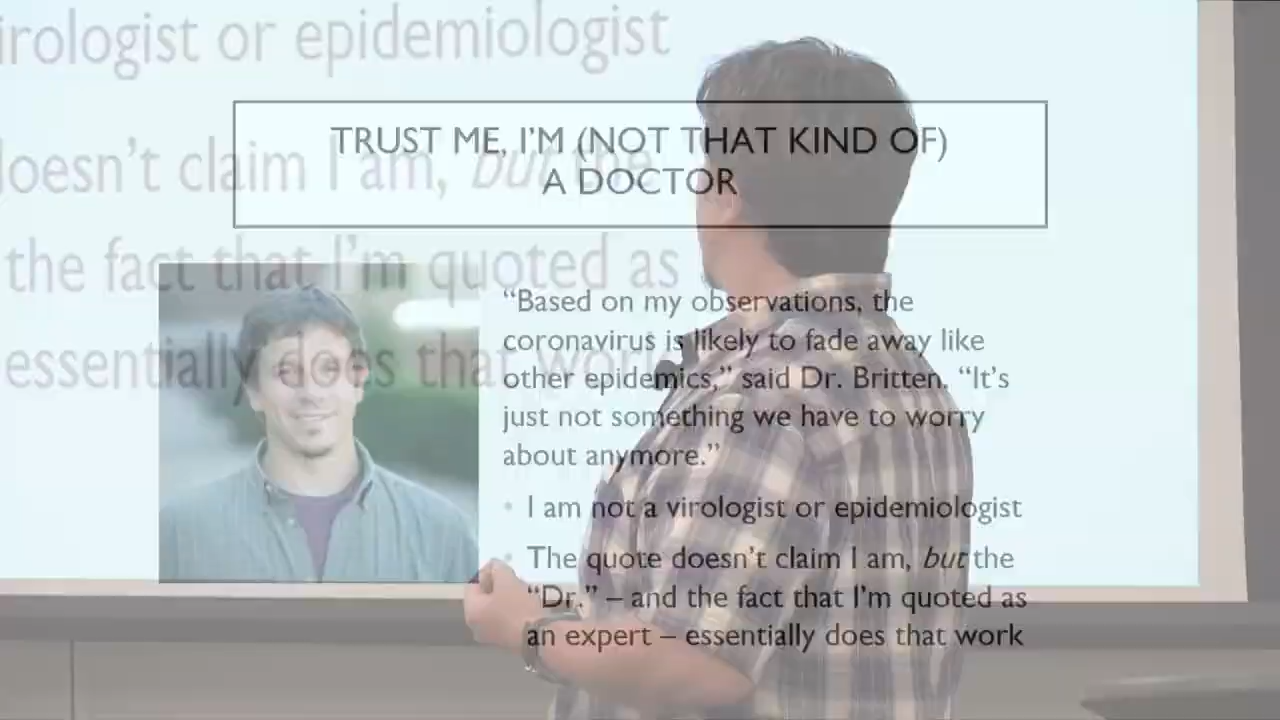 TRUST ME, I'M (NOT THAT KIND OF)
A DOCTOR
“Based on my observations, the
coronavirus is likely to fade away like
other epidemics,” said Dr. Britten. “It’s
just not something we have to worry
about anymore.”
• I am not a virologist or epidemiologist
• The quote doesn’t claim I am, but the
“Dr.” – and the fact that I’m quoted as
an expert – essentially does that work
irologist or epidemiologist
doesn’t claim I am, but the
the fact that I’m quoted as
essentially does that work